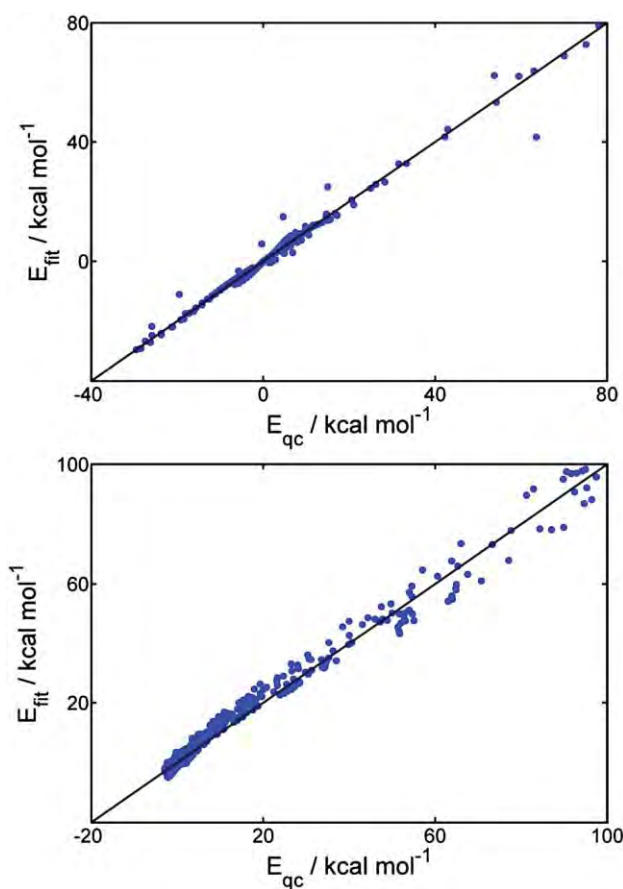 80
40
0
E_fit / kcal mol⁻¹
-40 0 40 80
E_qc / kcal mol⁻¹
100
60
20
E_fit / kcal mol⁻¹
-20 20 60 100
E_qc / kcal mol⁻¹